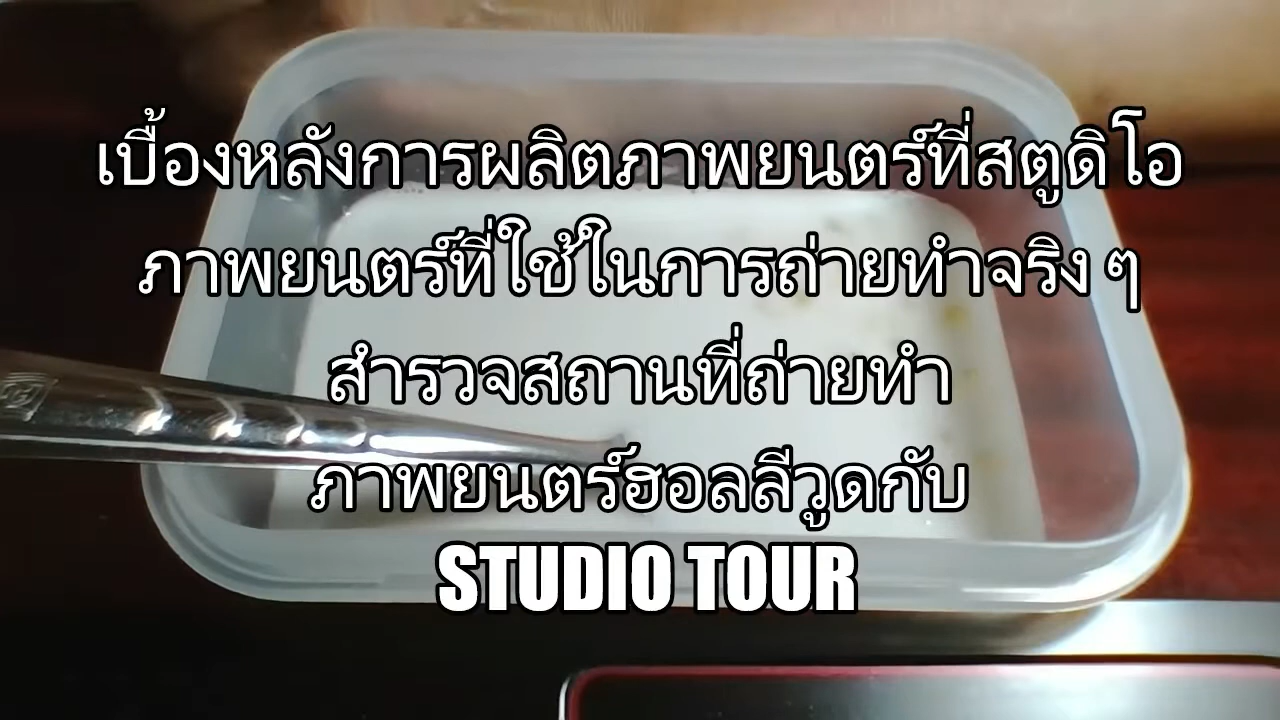 เบื้องหลังการผลิตภาพยนตร์ที่สตูดิโอ
ภาพยนตร์ที่ใช้ในการถ่ายทำจริง ๆ
สำรวจสถานที่ถ่ายทำ
ภาพยนตร์ฮอลลีวูดกับ
STUDIO TOUR